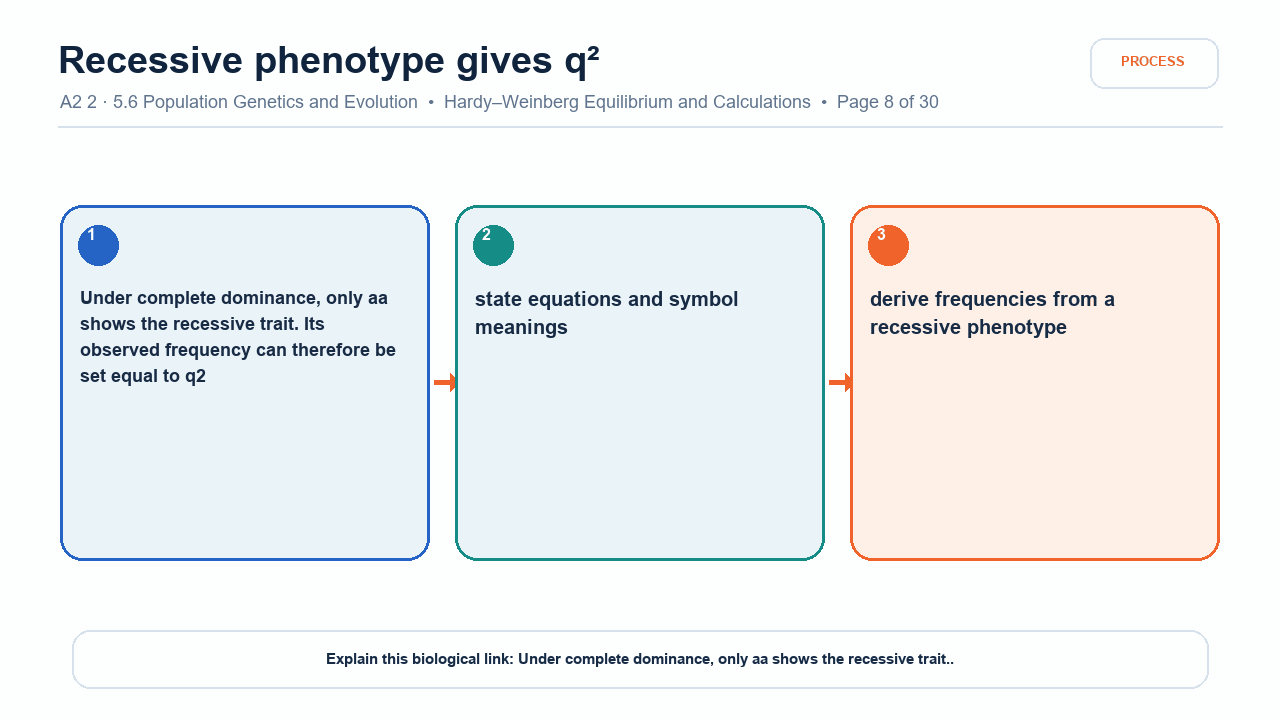 Recessive phenotype gives q²
PROCESS
A2 2 · 5.6 Population Genetics and Evolution • Hardy–Weinberg Equilibrium and Calculations • Page 8 of 30
1
Under complete dominance, only aa
shows the recessive trait. Its
observed frequency can therefore be
set equal to q2
2
state equations and symbol
meanings
3
derive frequencies from a
recessive phenotype
Explain this biological link: Under complete dominance, only aa shows the recessive trait..